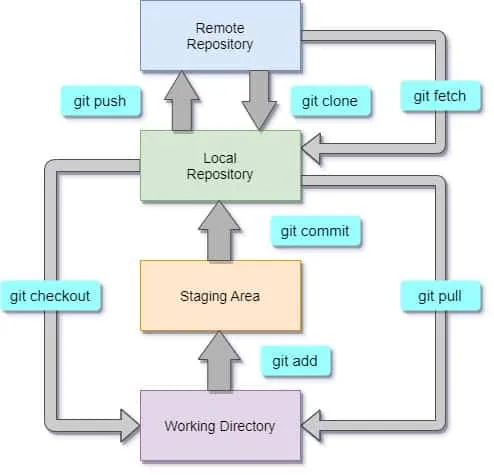 Remote
Repository
git push
git clone
git fetch
Local
Repository
git commit
git checkout
Staging Area
git pull
git add
Working Directory